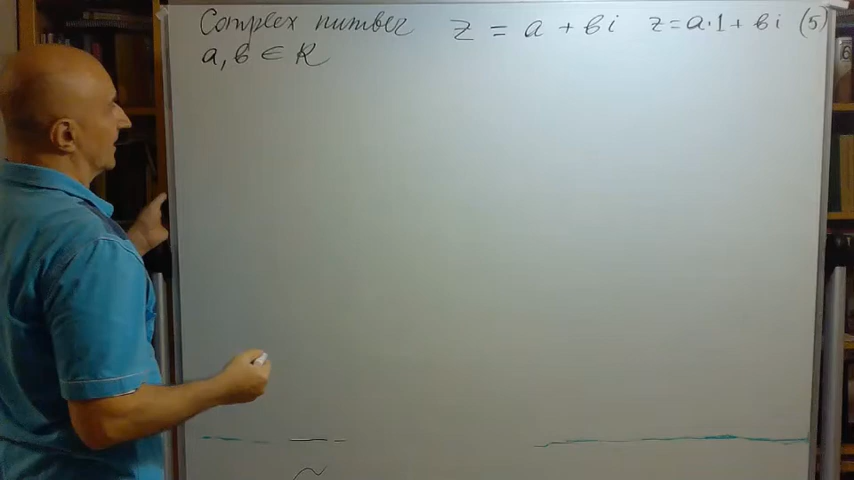 Complex number z = a + bi z = a·1 + bi (5)
a, b ∈ R
~